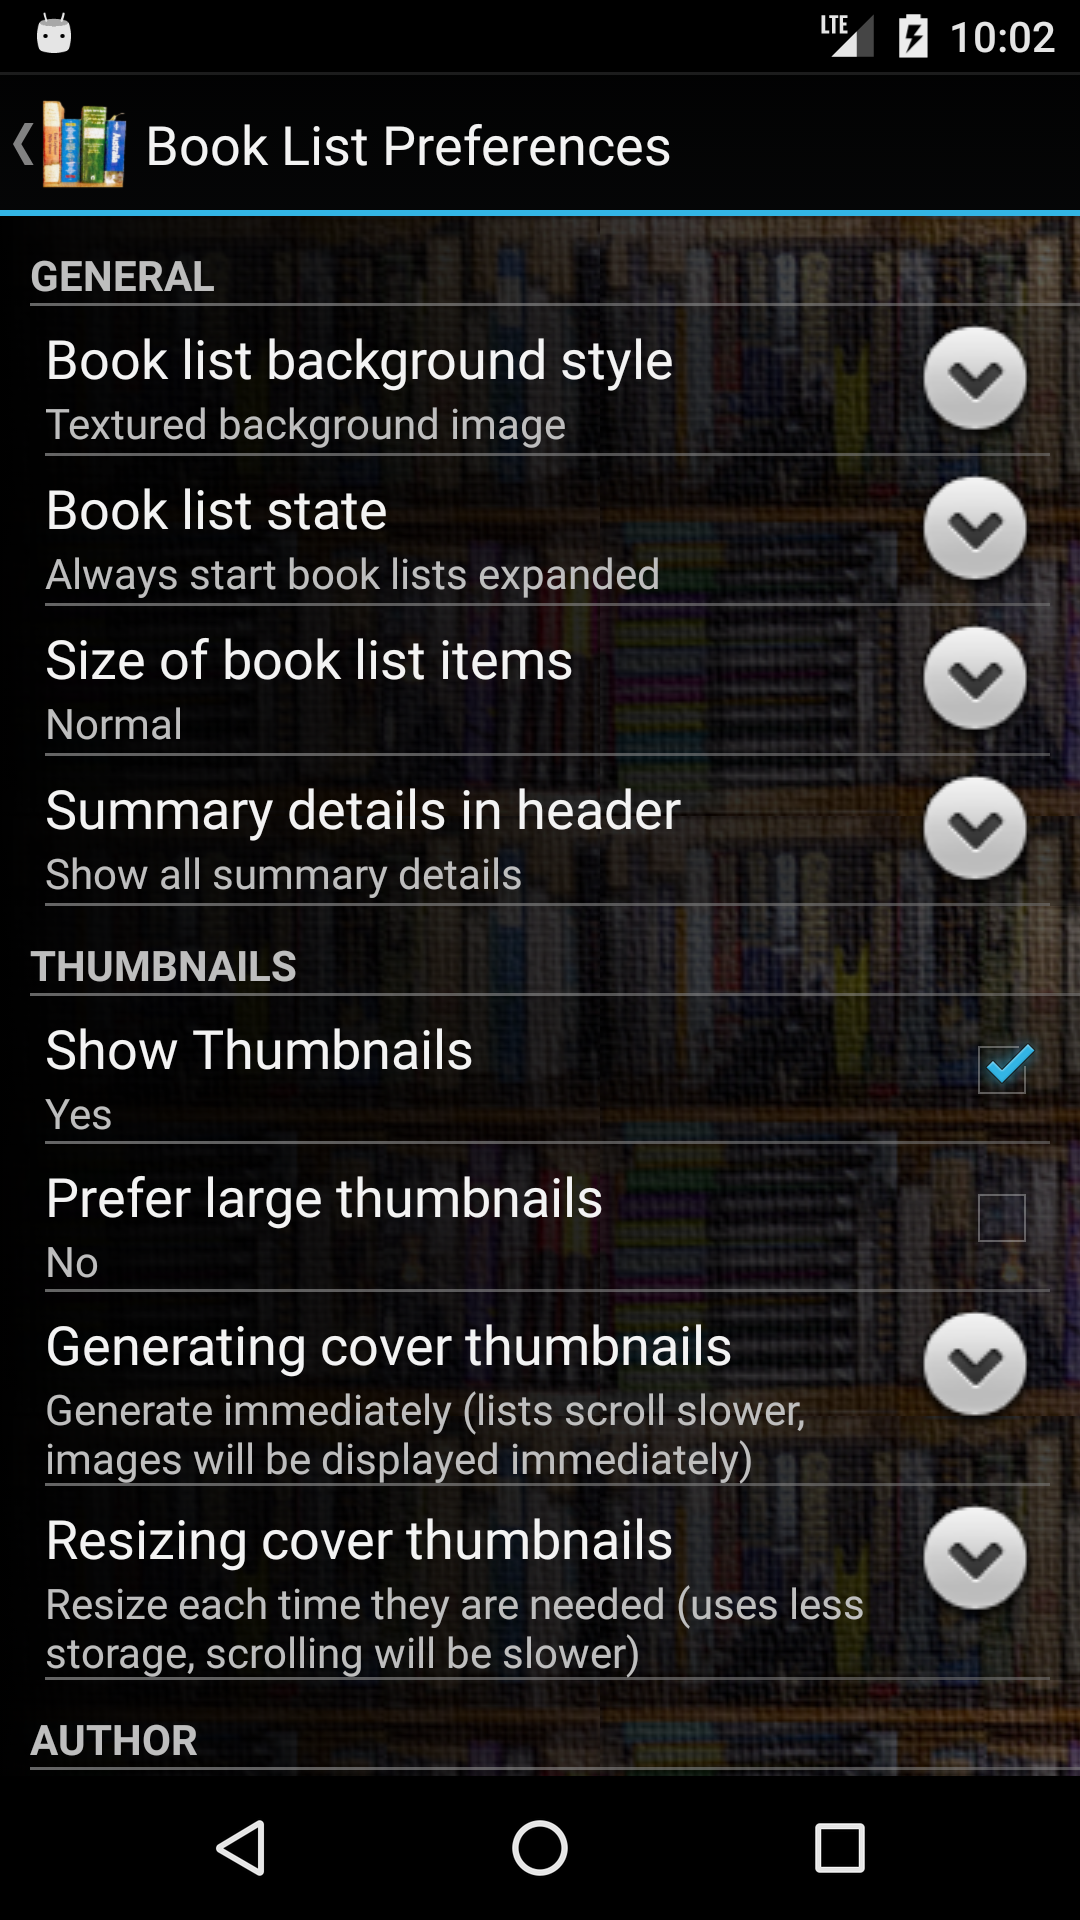 LTE 10:02
Book List Preferences
GENERAL
Book list background style
Textured background image
Book list state
Always start book lists expanded
Size of book list items
Normal
Summary details in header
Show all summary details
THUMBNAILS
Show Thumbnails
Yes
Prefer large thumbnails
No
Generating cover thumbnails
Generate immediately (lists scroll slower,
images will be displayed immediately)
Resizing cover thumbnails
Resize each time they are needed (uses less
storage, scrolling will be slower)
AUTHOR